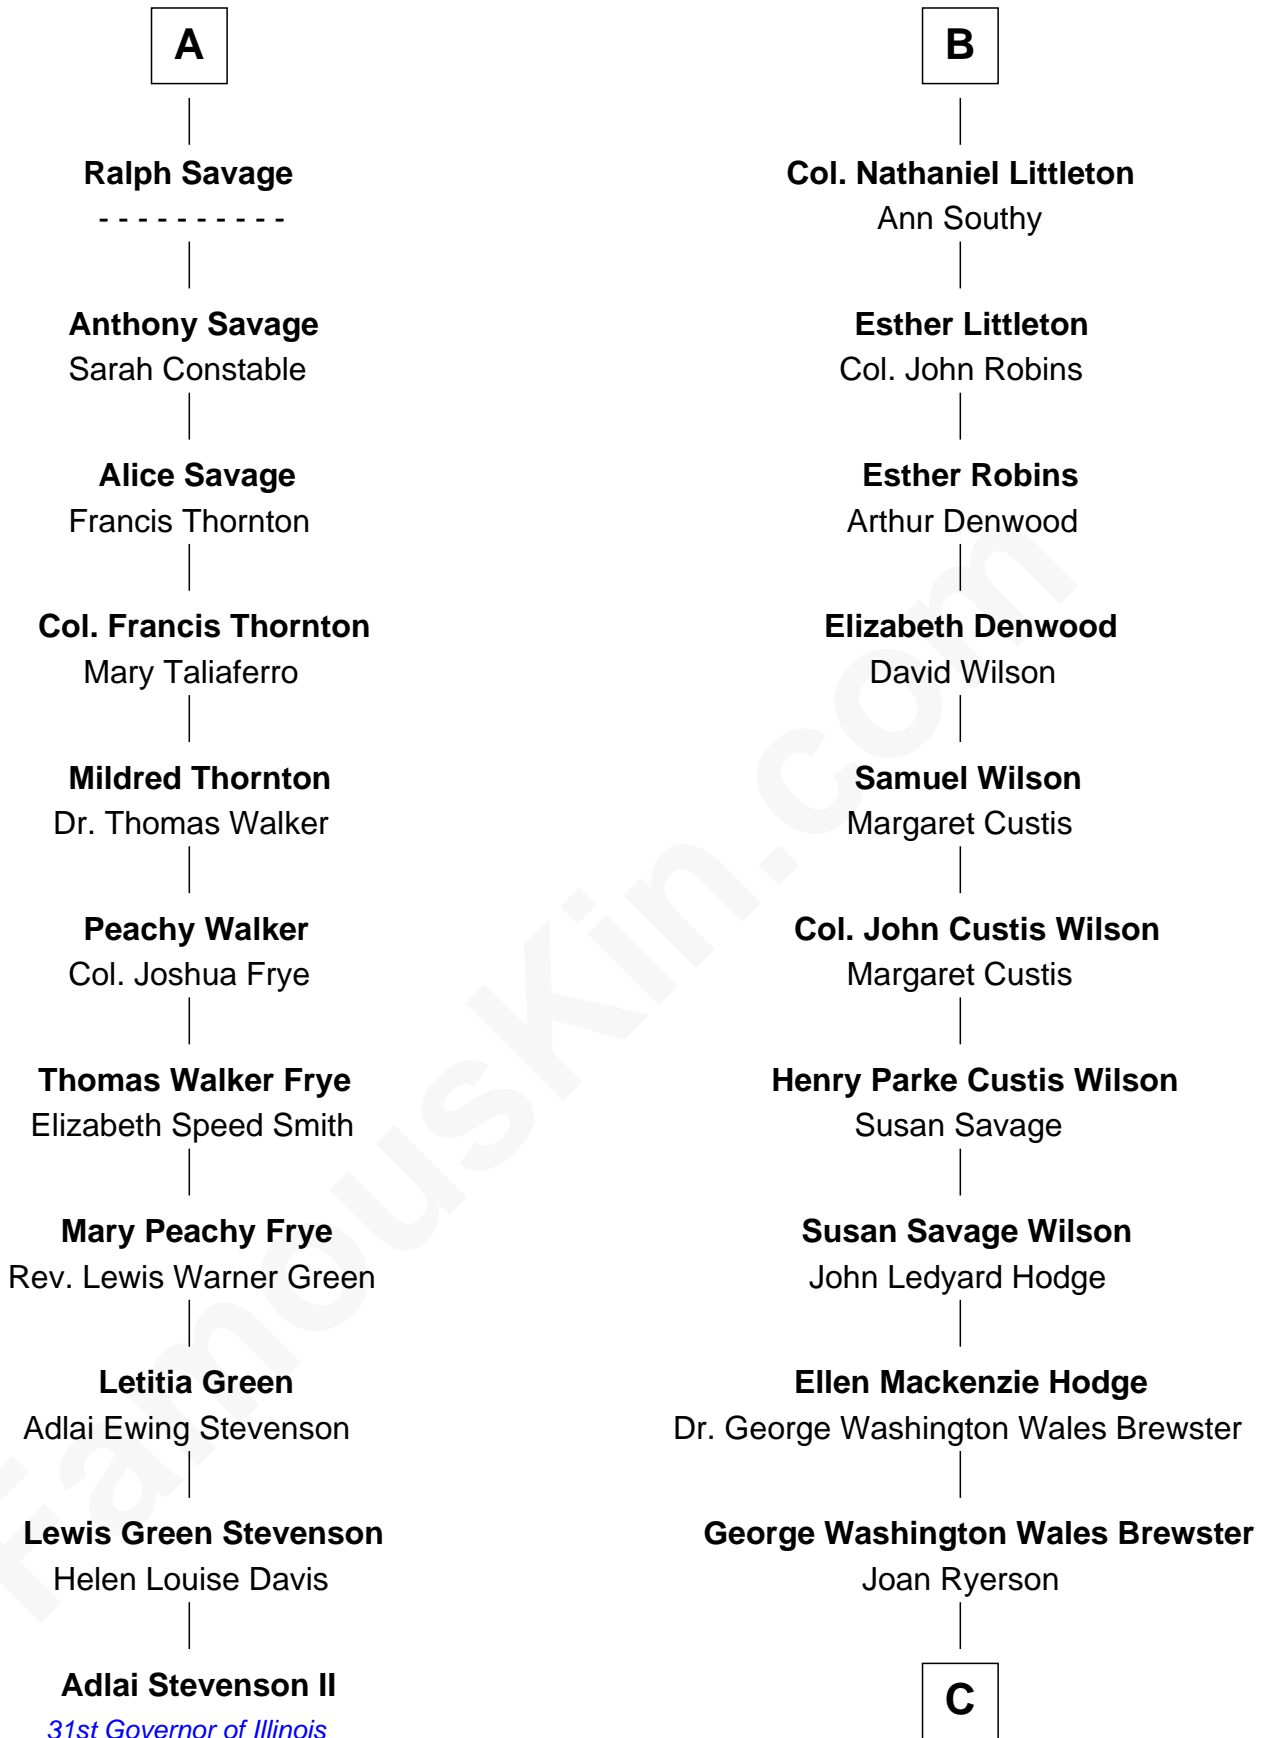 A
Ralph Savage
- - - - - - - - - -
Anthony Savage
Sarah Constable
Alice Savage
Francis Thornton
Col. Francis Thornton
Mary Taliaferro
Mildred Thornton
Dr. Thomas Walker
Peachy Walker
Col. Joshua Frye
Thomas Walker Frye
Elizabeth Speed Smith
Mary Peachy Frye
Rev. Lewis Warner Green
Letitia Green
Adlai Ewing Stevenson
Lewis Green Stevenson
Helen Louise Davis
Adlai Stevenson II
31st Governor of Illinois
B
Col. Nathaniel Littleton
Ann Southy
Esther Littleton
Col. John Robins
Esther Robins
Arthur Denwood
Elizabeth Denwood
David Wilson
Samuel Wilson
Margaret Custis
Col. John Custis Wilson
Margaret Custis
Henry Parke Custis Wilson
Susan Savage
Susan Savage Wilson
John Ledyard Hodge
Ellen Mackenzie Hodge
Dr. George Washington Wales Brewster
George Washington Wales Brewster
Joan Ryerson
C
FamousKin.com